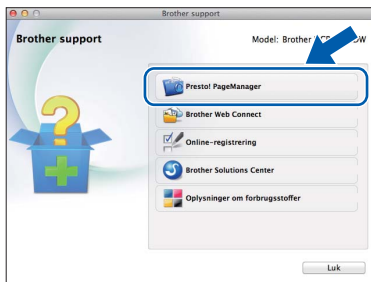 Brother support
Brother support
Model: Brother
Presto! PageManager
Brother Web Connect
Online-registrering
Brother Solutions Center
Oplysninger om forbrugsstoffer
Luk